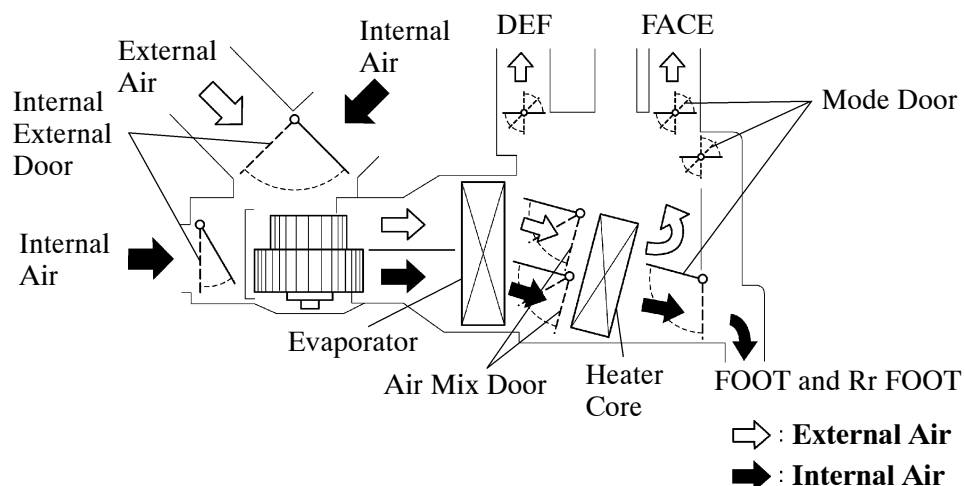 DEF
FACE
External
Air
Internal
Air
Internal
External
Door
Mode Door
Internal
Air
Evaporator
Air Mix Door
Heater
Core
FOOT and Rr FOOT
: External Air
: Internal Air